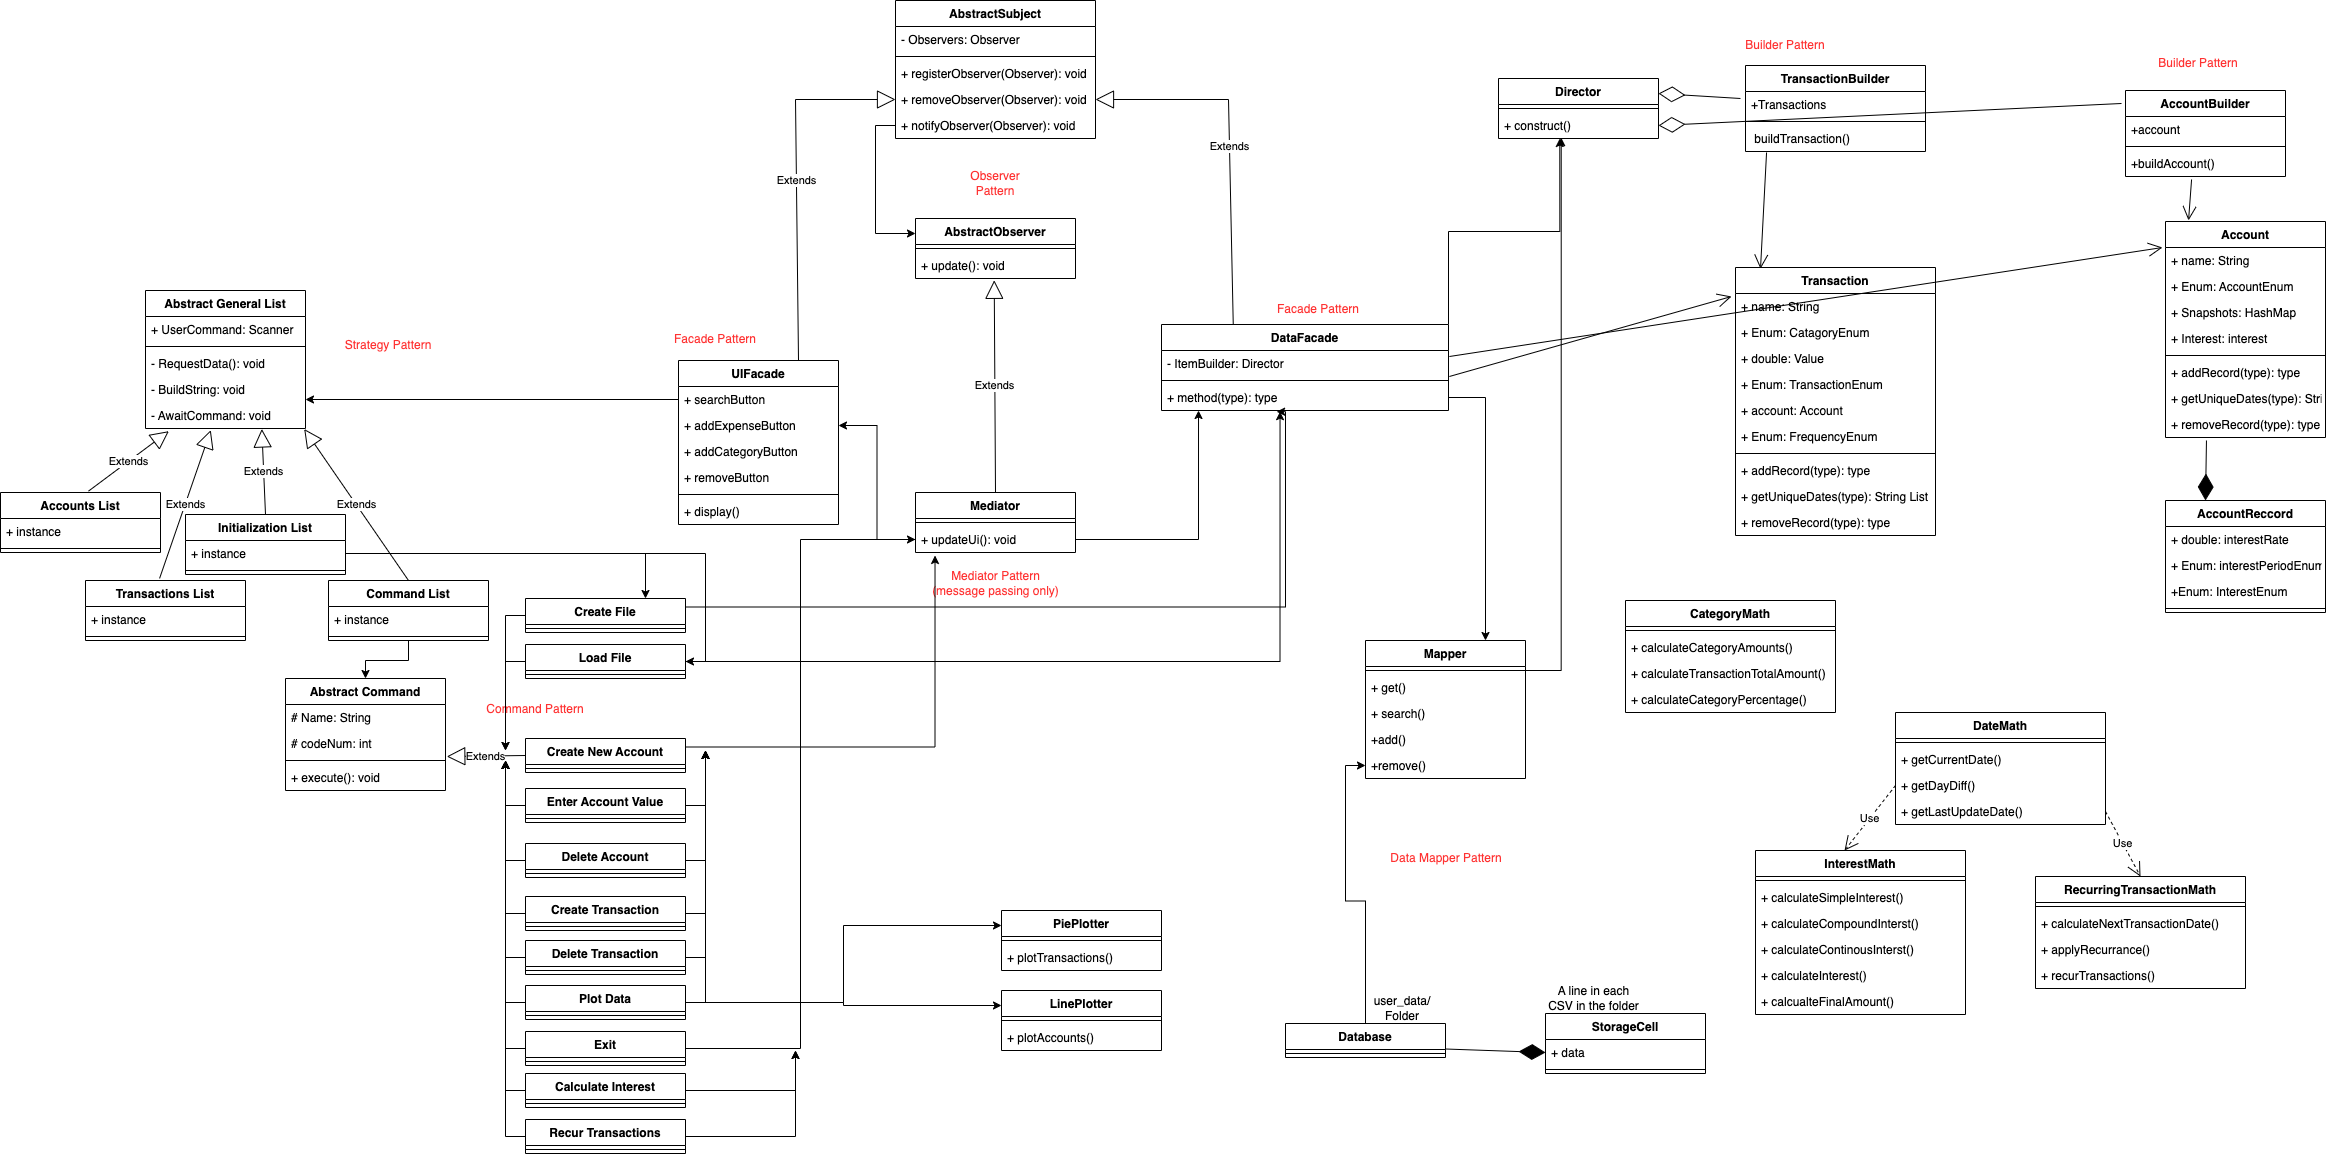 AbstractSubject
- Observers: Observer
+ registerObserver(Observer): void
+ removeObserver(Observer): void
+ notifyObserver(Observer): void
Extends
Extends
Observer
Pattern
AbstractObserver
+ update(): void
Extends
Builder Pattern
Builder Pattern
Director
+ construct()
TransactionBuilder
+Transactions
buildTransaction()
AccountBuilder
+account
+buildAccount()
Account
+ name: String
+ Enum: AccountEnum
+ Snapshots: HashMap
+ Interest: interest
+ addRecord(type): type
+ getUniqueDates(type): Stri
+ removeRecord(type): type
Transaction
+ name: String
+ Enum: CatagoryEnum
+ double: Value
+ Enum: TransactionEnum
+ account: Account
+ Enum: FrequencyEnum
+ addRecord(type): type
+ getUniqueDates(type): String List
+ removeRecord(type): type
AccountReccord
+ double: interestRate
+ Enum: interestPeriodEnum
+Enum: InterestEnum
Facade Pattern
DataFacade
- ItemBuilder: Director
+ method(type): type
Abstract General List
+ UserCommand: Scanner
- RequestData(): void
- BuildString: void
- AwaitCommand: void
Strategy Pattern
Facade Pattern
UIFacade
+ searchButton
+ addExpenseButton
+ addCategoryButton
+ removeButton
+ display()
Extends
Extends
Extends
Extends
Accounts List
+ instance
Initialization List
+ instance
Transactions List
+ instance
Command List
+ instance
Mediator
+ updateUi(): void
Mediator Pattern
(message passing only)
Abstract Command
# Name: String
# codeNum: int
+ execute(): void
Command Pattern
Extends
Create File
Load File
Create New Account
Enter Account Value
Delete Account
Create Transaction
Delete Transaction
Plot Data
Exit
Calculate Interest
Recur Transactions
PiePlotter
+ plotTransactions()
LinePlotter
+ plotAccounts()
Mapper
+ get()
+ search()
+add()
+remove()
Data Mapper Pattern
user_data/
Folder
Database
A line in each
CSV in the folder
StorageCell
+ data
CategoryMath
+ calculateCategoryAmounts()
+ calculateTransactionTotalAmount()
+ calculateCategoryPercentage()
DateMath
+ getCurrentDate()
+ getDayDiff()
+ getLastUpdateDate()
Use
Use
InterestMath
+ calculateSimpleInterest()
+ calculateCompoundInterst()
+ calculateContinousInterst()
+ calculateInterest()
+ calcualteFinalAmount()
RecurringTransactionMath
+ calculateNextTransactionDate()
+ applyRecurrance()
+ recurTransactions()